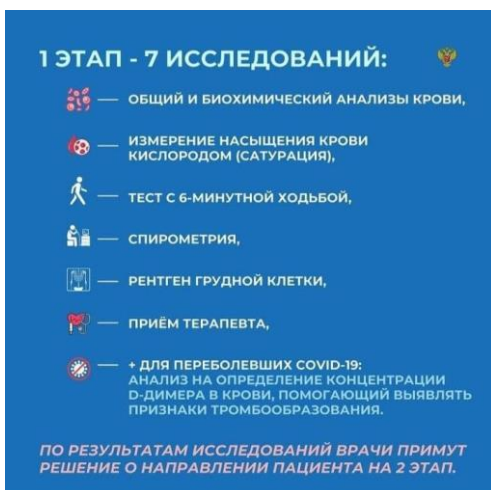 1 ЭТАП - 7 ИССЛЕДОВАНИЙ:
ОБЩИЙ И БИОХИМИЧЕСКИЙ АНАЛИЗЫ КРОВИ,
ИЗМЕРЕНИЕ НАСЫЩЕНИЯ КРОВИ
КИСЛОРОДОМ (САТУРАЦИЯ),
ТЕСТ С 6-МИНУТНОЙ ХОДЬБОЙ,
СПИРОМЕТРИЯ,
РЕНТГЕН ГРУДНОЙ КЛЕТКИ,
ПРИЁМ ТЕРАПЕВТА,
+ ДЛЯ ПЕРЕБОЛЕВШИХ COVID-19:
АНАЛИЗ НА ОПРЕДЕЛЕНИЕ КОНЦЕНТРАЦИИ
D-ДИМЕРА В КРОВИ, ПОМОГАЮЩИЙ ВЫЯВЛЯТЬ
ПРИЗНАКИ ТРОМБООБРАЗОВАНИЯ.
ПО РЕЗУЛЬТАТАМ ИССЛЕДОВАНИЙ ВРАЧИ ПРИМУТ
РЕШЕНИЕ О НАПРАВЛЕНИИ ПАЦИЕНТА НА 2 ЭТАП.